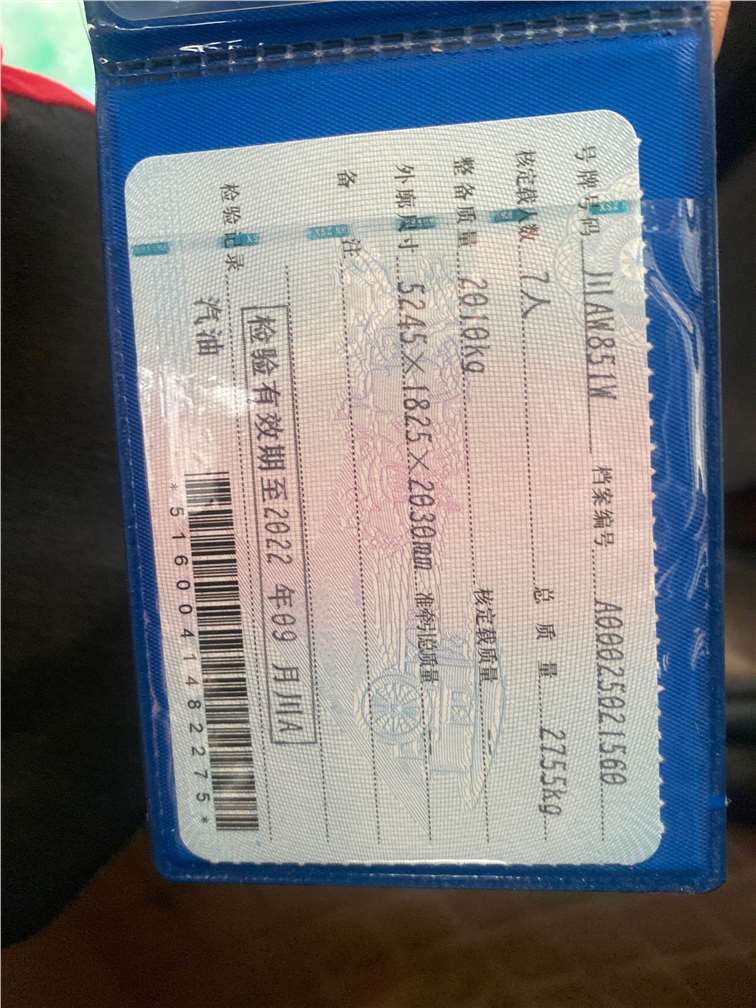 号牌号码 川AW851W 档案编号 A000025021560
核定载人数 7人 总质量 2755kg
整备质量 2010kg 核定载质量 --
外廓尺寸 5245×1825×2030mm 准牵引总质量 --
备注
检验有效期至2022 年09 月川A
检验记录
汽油
*5160041482275*